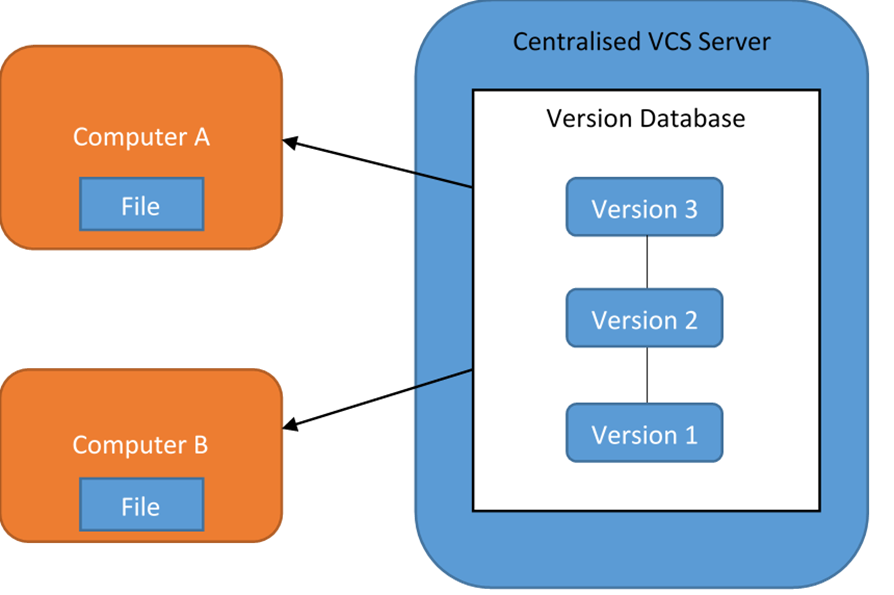 Centralised VCS Server
Version Database
Computer A
File
Version 3
Version 2
Version 1
Computer B
File